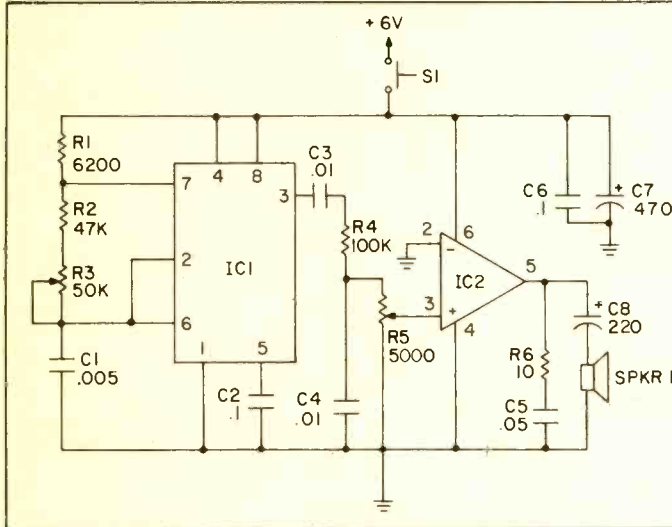 +6V
S1
R1
6200
R2
47K
R3
50K
C1
.005
7
2
6
4
8
3
IC1
1
5
C2
.1
C3
.01
R4
100K
C4
.01
R5
5000
2
-
3
+
6
IC2
4
5
R6
10
C5
.05
C6
.1
+
C7
470
+
C8
220
SPKR 1